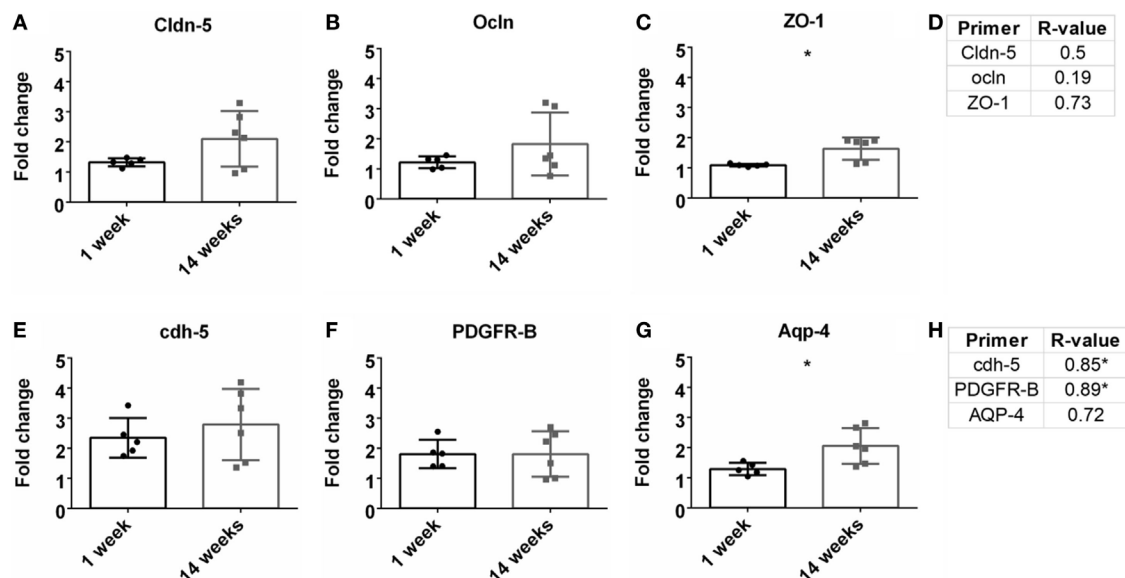 A
Cldn-5
Fold change
5
4
3
2
1
0
1 week
14 weeks
B
Ocln
Fold change
5
4
3
2
1
0
1 week
14 weeks
C
ZO-1
*
Fold change
5
4
3
2
1
0
1 week
14 weeks
D
Primer R-value
Cldn-5 0.5
ocln 0.19
ZO-1 0.73
E
cdh-5
Fold change
5
4
3
2
1
0
1 week
14 weeks
F
PDGFR-B
Fold change
5
4
3
2
1
0
1 week
14 weeks
G
Aqp-4
*
Fold change
5
4
3
2
1
0
1 week
14 weeks
H
Primer R-value
cdh-5 0.85*
PDGFR-B 0.89*
AQP-4 0.72